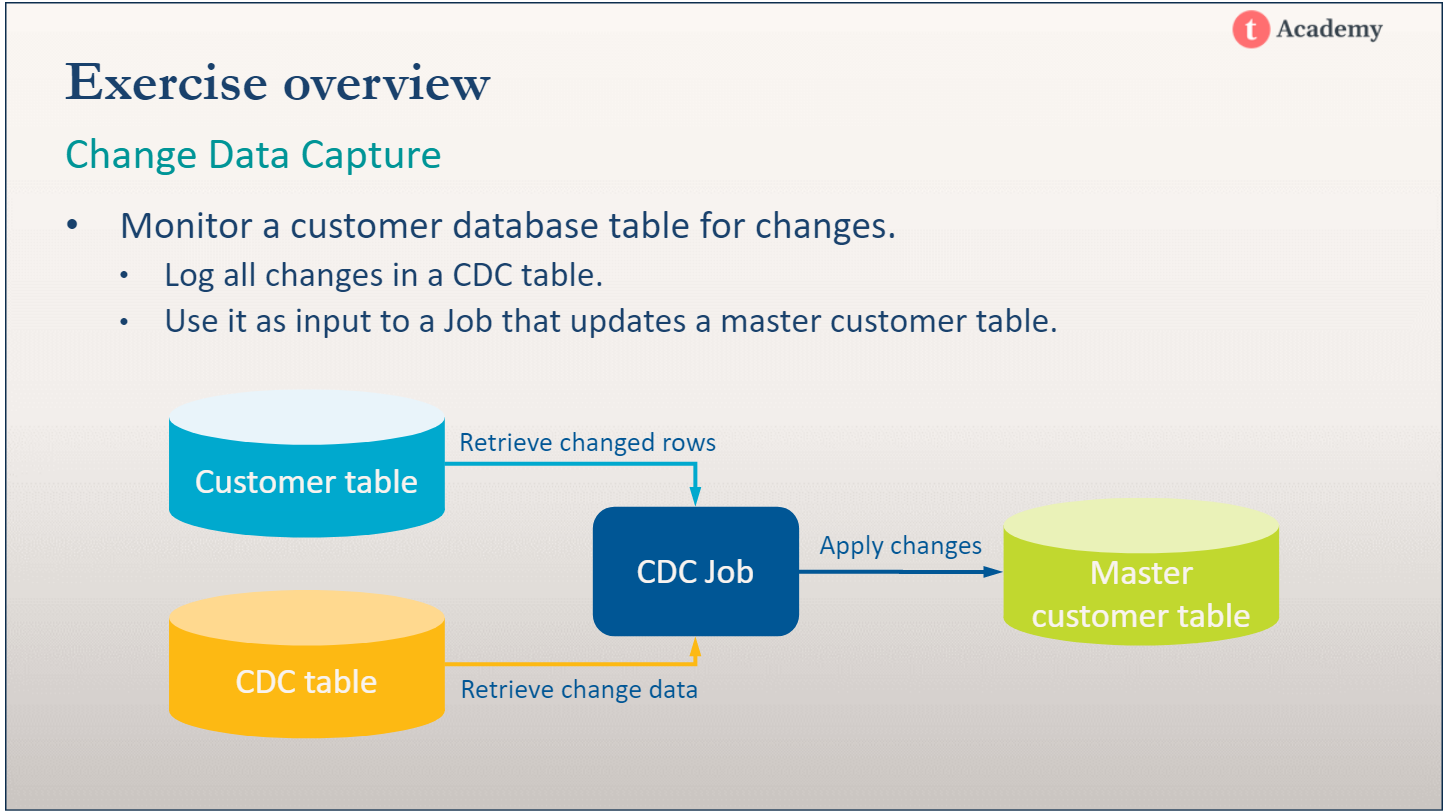 t Academy
Exercise overview
Change Data Capture
• Monitor a customer database table for changes.
• Log all changes in a CDC table.
• Use it as input to a Job that updates a master customer table.
Customer table
Retrieve changed rows
CDC Job
Apply changes
Master
customer table
CDC table
Retrieve change data